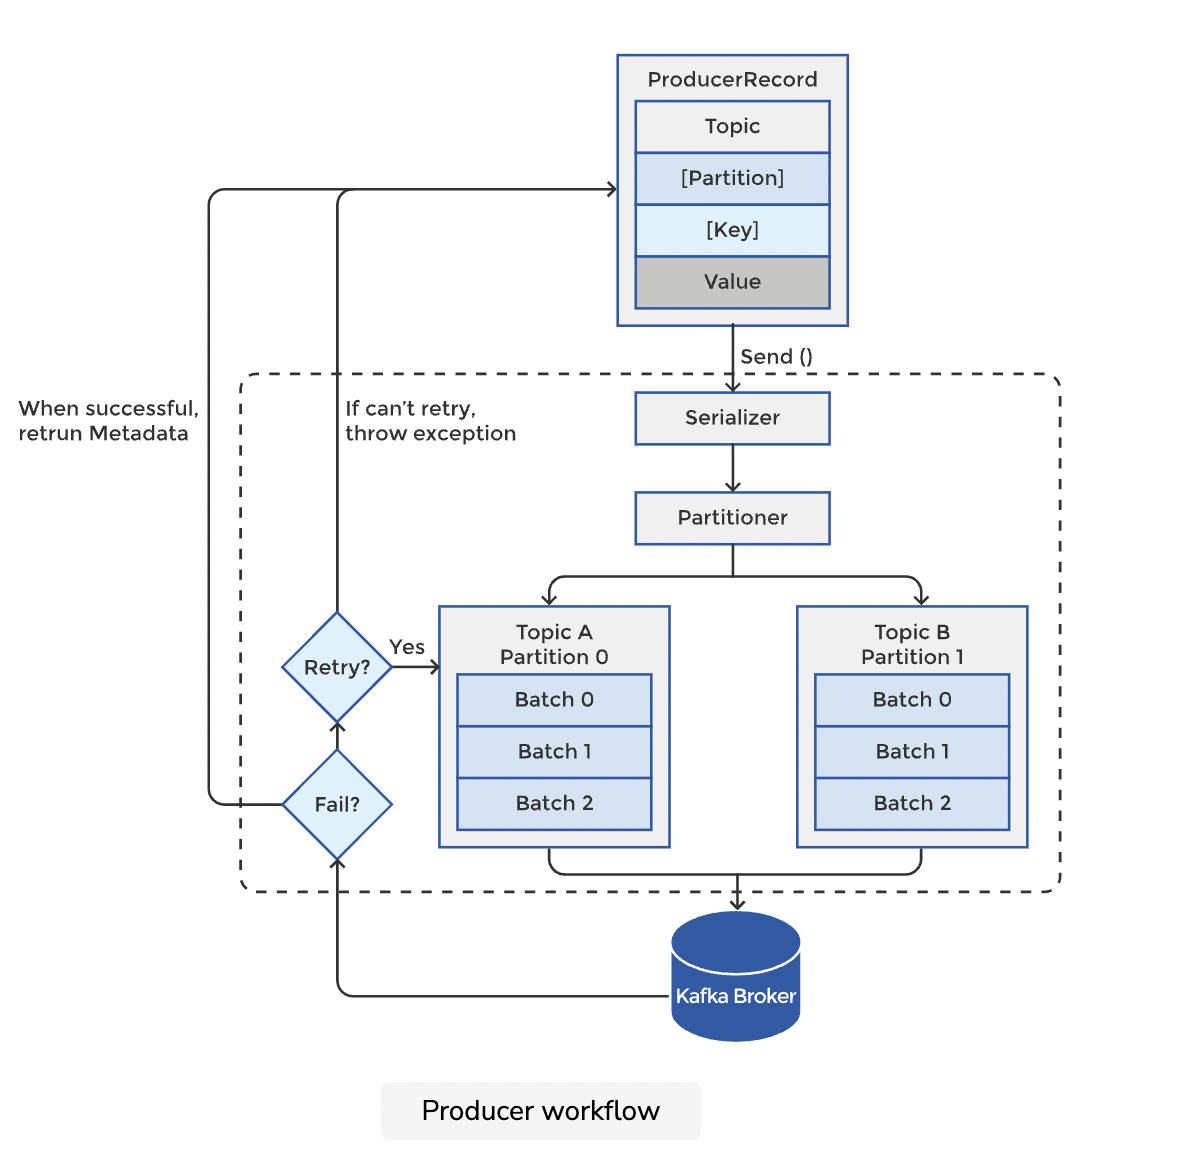 ProducerRecord
Topic
[Partition]
[Key]
Value
Send ()
When successful,
retrun Metadata
If can't retry,
throw exception
Serializer
Partitioner
Retry?
Yes
Fail?
Topic A
Partition 0
Batch 0
Batch 1
Batch 2
Topic B
Partition 1
Batch 0
Batch 1
Batch 2
Kafka Broker
Producer workflow